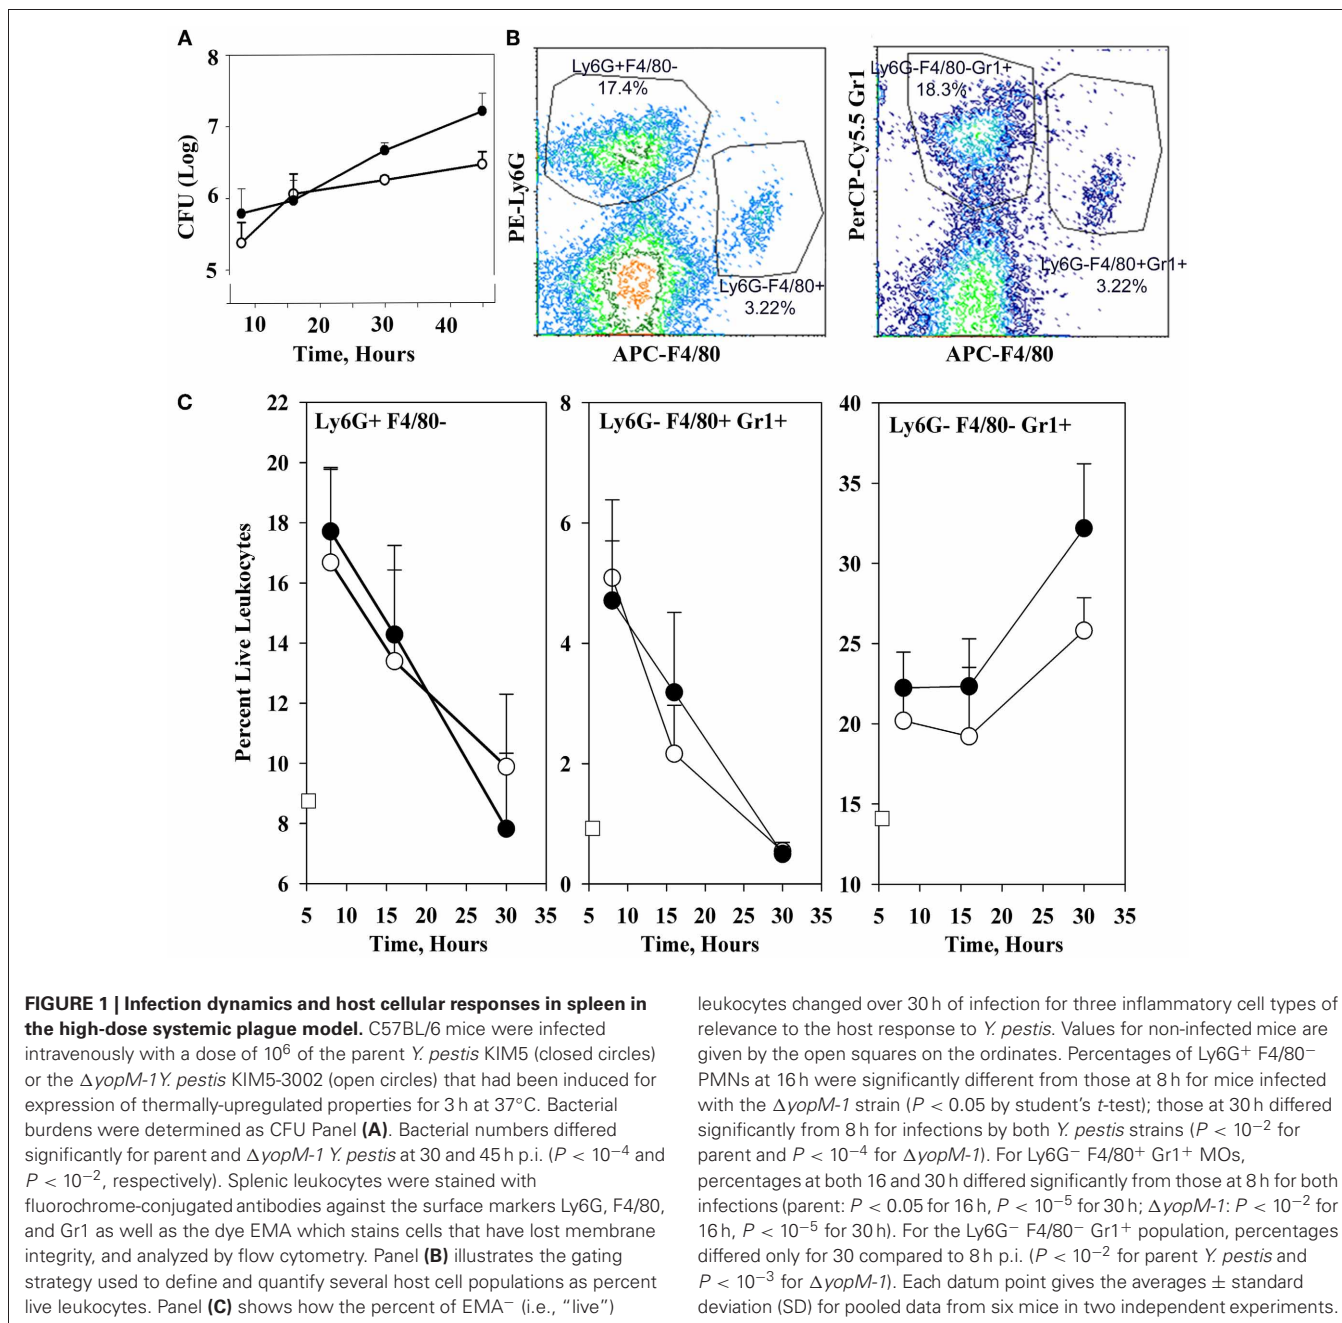 A
8
7
6
5
CFU (Log)
10 20 30 40
Time, Hours
B
Ly6G+F4/80-
17.4%
Ly6G-F4/80+
3.22%
PE-Ly6G
APC-F4/80
Ly6G-F4/80-Gr1+
18.3%
Ly6G-F4/80+Gr1+
3.22%
PerCP-Cy5.5 Gr1
APC-F4/80
C
Percent Live Leukocytes
Ly6G+ F4/80-
22
20
18
16
14
12
10
8
6
5 10 15 20 25 30 35
Time, Hours
Ly6G- F4/80+ Gr1+
8
6
4
2
0
5 10 15 20 25 30 35
Time, Hours
Ly6G- F4/80- Gr1+
40
35
30
25
20
15
10
5 10 15 20 25 30 35
Time, Hours
FIGURE 1 | Infection dynamics and host cellular responses in spleen in
the high-dose systemic plague model. C57BL/6 mice were infected
intravenously with a dose of 10⁶ of the parent Y. pestis KIM5 (closed circles)
or the ΔyopM-1 Y. pestis KIM5-3002 (open circles) that had been induced for
expression of thermally-upregulated properties for 3 h at 37°C. Bacterial
burdens were determined as CFU Panel (A). Bacterial numbers differed
significantly for parent and ΔyopM-1 Y. pestis at 30 and 45 h p.i. (P < 10⁻⁴ and
P < 10⁻², respectively). Splenic leukocytes were stained with
fluorochrome-conjugated antibodies against the surface markers Ly6G, F4/80,
and Gr1 as well as the dye EMA which stains cells that have lost membrane
integrity, and analyzed by flow cytometry. Panel (B) illustrates the gating
strategy used to define and quantify several host cell populations as percent
live leukocytes. Panel (C) shows how the percent of EMA⁻ (i.e., “live”)
leukocytes changed over 30 h of infection for three inflammatory cell types of
relevance to the host response to Y. pestis. Values for non-infected mice are
given by the open squares on the ordinates. Percentages of Ly6G⁺ F4/80⁻
PMNs at 16 h were significantly different from those at 8 h for mice infected
with the ΔyopM-1 strain (P < 0.05 by student’s t-test); those at 30 h differed
significantly from 8 h for infections by both Y. pestis strains (P < 10⁻² for
parent and P < 10⁻⁴ for ΔyopM-1). For Ly6G⁻ F4/80⁺ Gr1⁺ MOs,
percentages at both 16 and 30 h differed significantly from those at 8 h for both
infections (parent: P < 0.05 for 16 h, P < 10⁻⁵ for 30 h; ΔyopM-1: P < 10⁻² for
16 h, P < 10⁻⁵ for 30 h). For the Ly6G⁻ F4/80⁻ Gr1⁺ population, percentages
differed only for 30 compared to 8 h p.i. (P < 10⁻² for parent Y. pestis and
P < 10⁻³ for ΔyopM-1). Each datum point gives the averages ± standard
deviation (SD) for pooled data from six mice in two independent experiments.